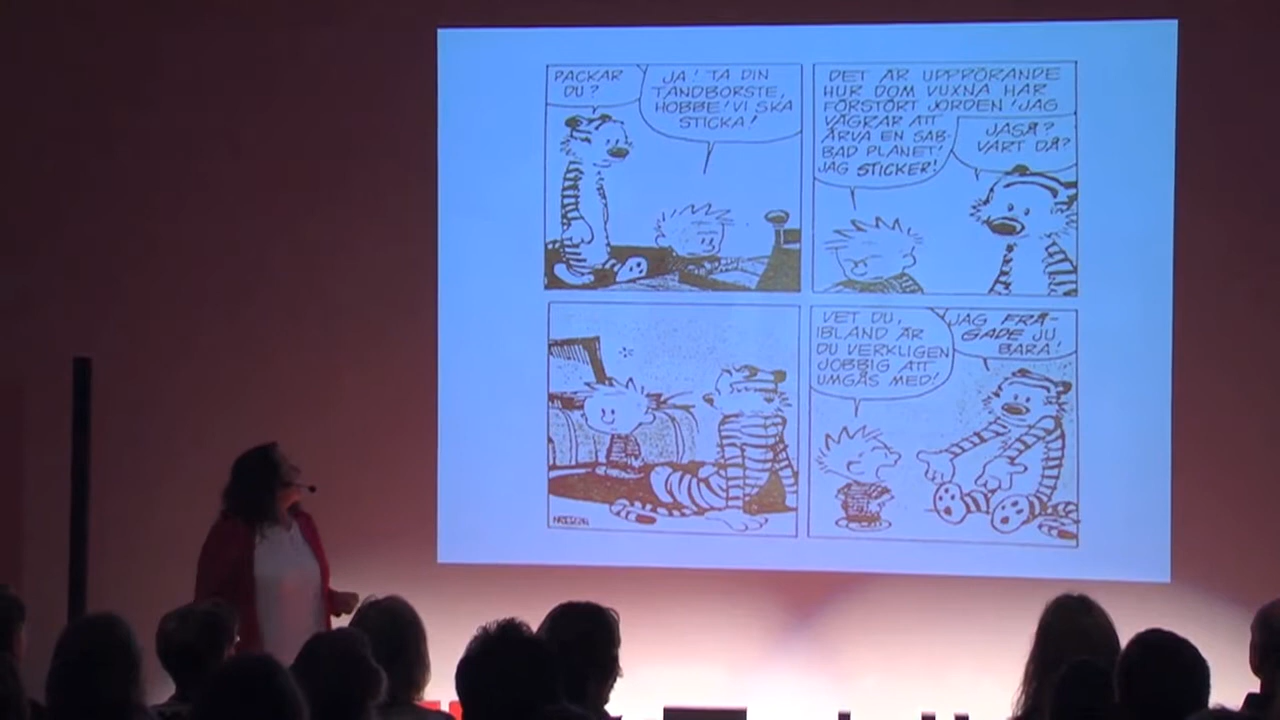 PACKAR
DU?
JA! TA DIN
TANDBORSTE,
HOBBE! VI SKA
STICKA!
DET ÄR UPPRÖRANDE
HUR DOM VUXNA HAR
FÖRSTÖRT JORDEN! JAG
VÄGRAR ATT
ÄRVA EN SAB-
BAD PLANET!
JAG STICKER!
JASÅ?
VART DÅ?
VET DU,
IBLAND ÄR
DU VERKLIGEN
JOBBIG ATT
UMGÅS MED!
JAG FRÅ-
GADE JU
BARA!